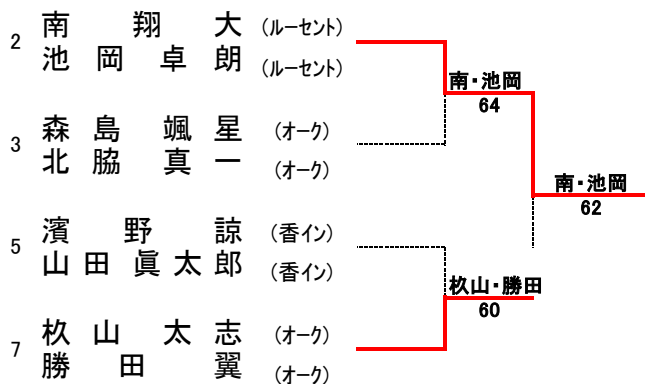 2 南 翔 大 (ルーセント)
池 岡 卓 朗 (ルーセント)
南・池岡
64
3 森 島 颯 星 (オーク)
北 脇 真 一 (オーク)
南・池岡
62
5 濱 野 諒 (香イン)
山 田 眞 太 郎 (香イン)
杦山・勝田
60
7 杦 山 太 志 (オーク)
勝 田 翼 (オーク)